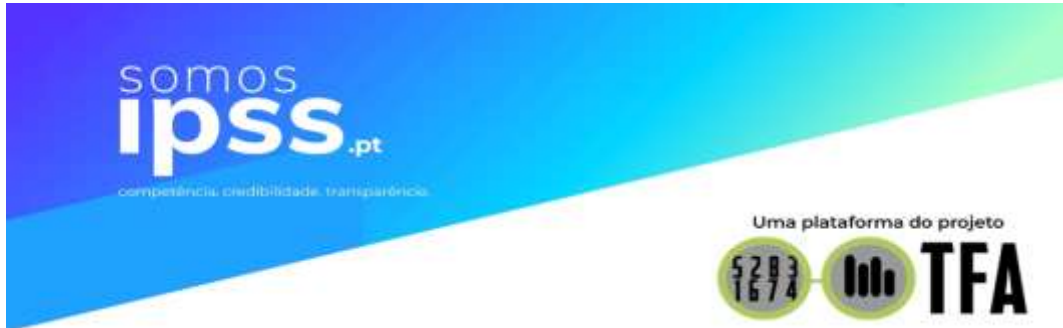 somos
ipss.pt
competência. credibilidade. transparência.
Uma plataforma do projeto
5283
1674
TFA